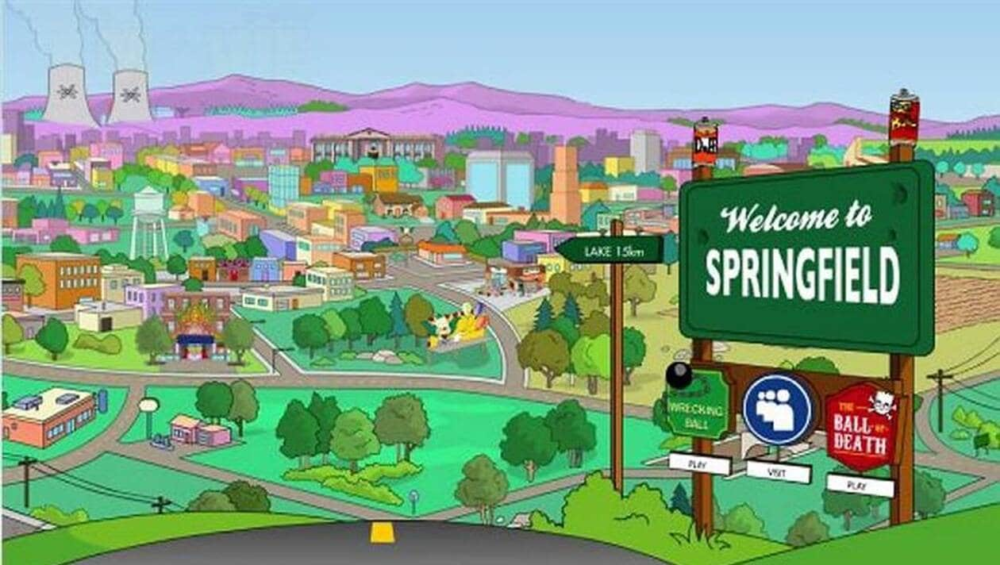 Welcome to
SPRINGFIELD
LAKE 15km
WRECKING
BALL
THE
BALL OF
DEATH
PLAY
VISIT
PLAY